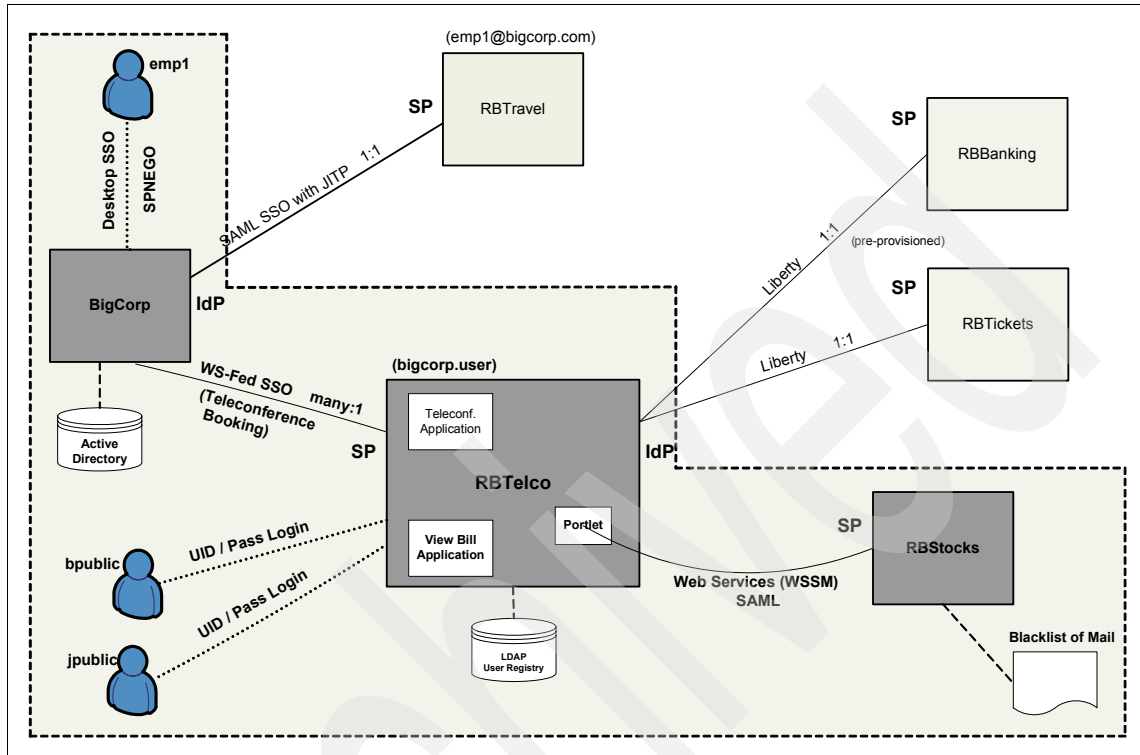 emp1
(emp1@bigcorp.com)
SP
RBTravel
SP
RBBanking
Desktop SSO
SPNEGO
SAML SSO with JITP 1:1
Liberty 1:1
(pre-provisioned)
BigCorp
IdP
SP
RBTickets
Liberty 1:1
WS-Fed SSO many:1
(Teleconference
Booking)
(bigcorp.user)
Active
Directory
Teleconf.
Application
SP
IdP
RBTelco
Portlet
SP
RBStocks
View Bill
Application
UID / Pass Login
bpublic
UID / Pass Login
jpublic
Web Services (WSSM)
SAML
LDAP
User Registry
Blacklist of Mail